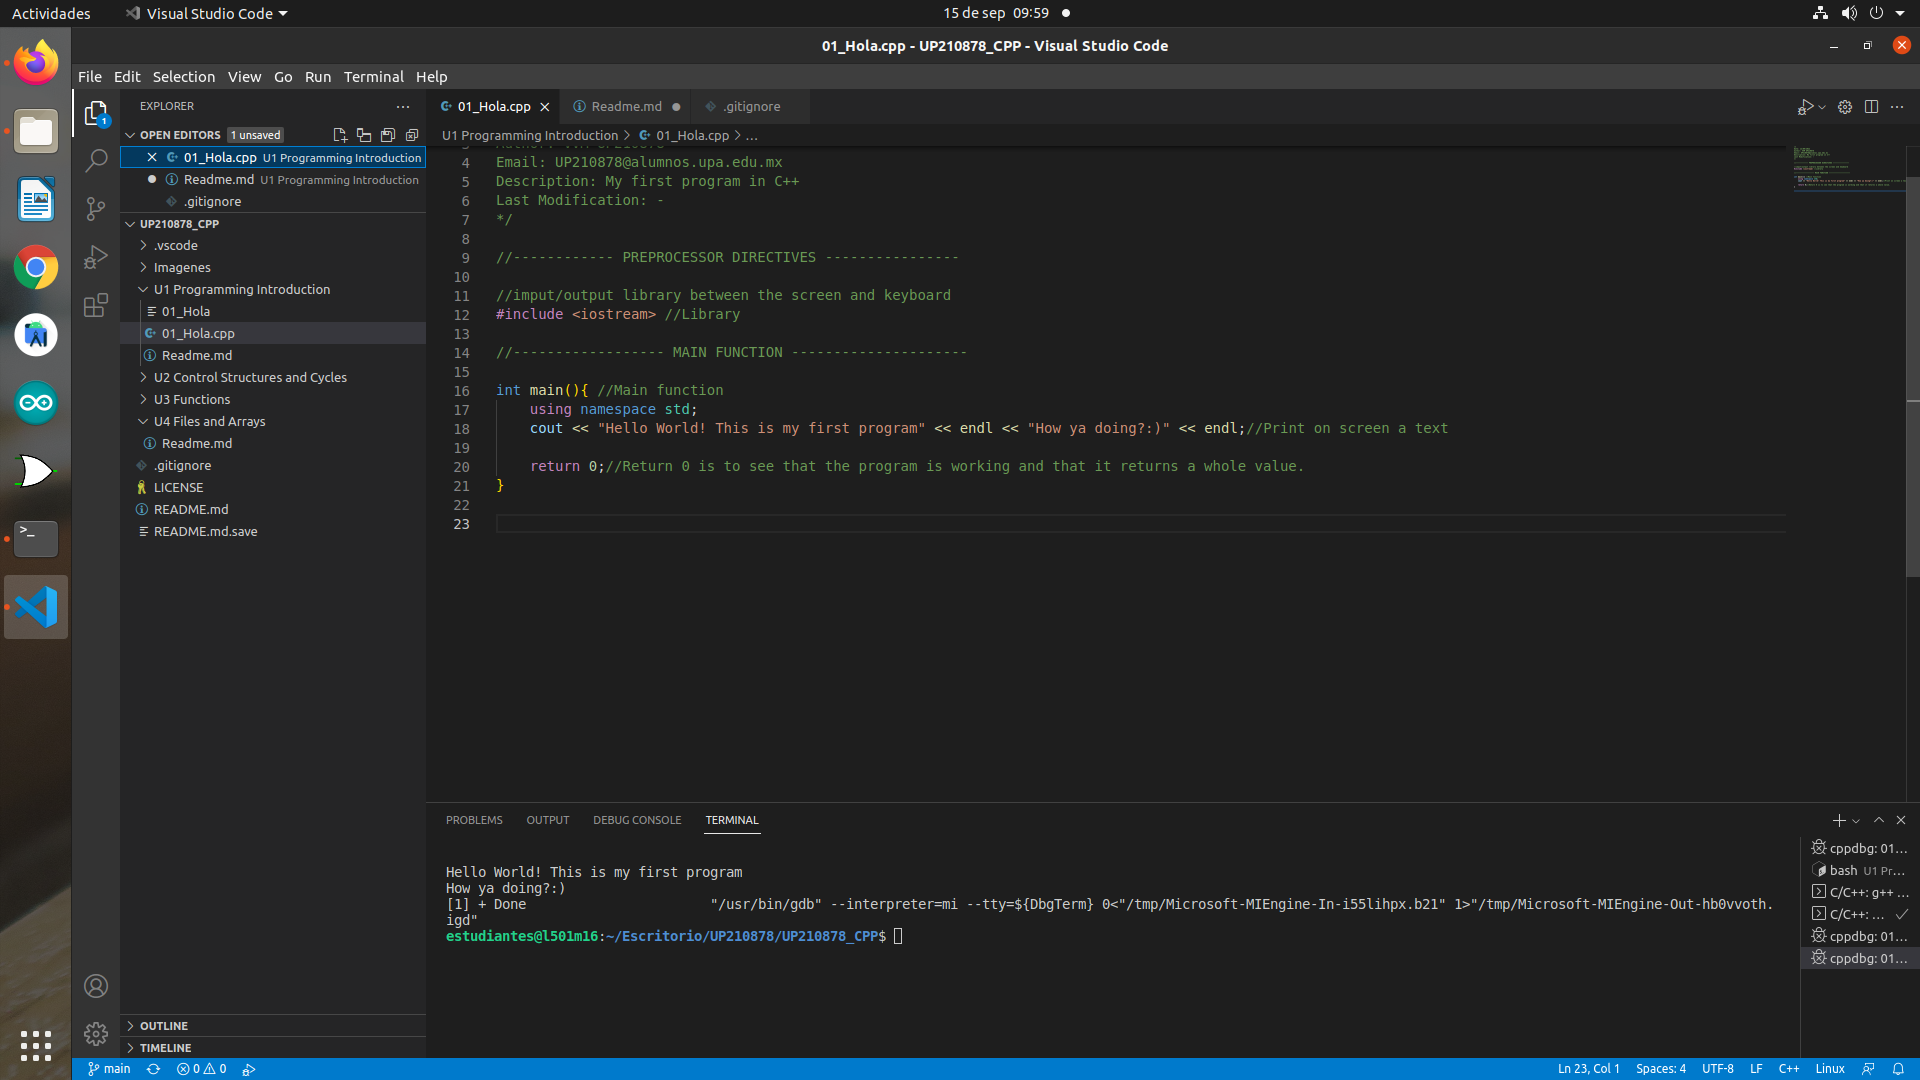 Actividades
Visual Studio Code
15 de sep 09:59
01_Hola.cpp - UP210878_CPP - Visual Studio Code
File Edit Selection View Go Run Terminal Help
EXPLORER
OPEN EDITORS 1 unsaved
01_Hola.cpp U1 Programming Introduction
Readme.md U1 Programming Introduction
.gitignore
UP210878_CPP
.vscode
Imagenes
U1 Programming Introduction
01_Hola
01_Hola.cpp
Readme.md
U2 Control Structures and Cycles
U3 Functions
U4 Files and Arrays
Readme.md
.gitignore
LICENSE
README.md
README.md.save
OUTLINE
TIMELINE
01_Hola.cpp Readme.md .gitignore
U1 Programming Introduction > 01_Hola.cpp > ...
4 Email: UP210878@alumnos.upa.edu.mx
5 Description: My first program in C++
6 Last Modification: -
7 */
8
9 //------------ PREPROCESSOR DIRECTIVES ----------------
10
11 //imput/output library between the screen and keyboard
12 #include <iostream> //Library
13
14 //------------------ MAIN FUNCTION ---------------------
15
16 int main(){ //Main function
17 using namespace std;
18 cout << "Hello World! This is my first program" << endl << "How ya doing?:)" << endl;//Print on screen a text
19
20 return 0;//Return 0 is to see that the program is working and that it returns a whole value.
21 }
22
23
PROBLEMS OUTPUT DEBUG CONSOLE TERMINAL
Hello World! This is my first program
How ya doing?:)
[1] + Done "/usr/bin/gdb" --interpreter=mi --tty=${DbgTerm} 0<"/tmp/Microsoft-MIEngine-In-i55lihpx.b21" 1>"/tmp/Microsoft-MIEngine-Out-hb0vvoth.
igd"
estudiantes@l501m16:~/Escritorio/UP210878/UP210878_CPP$
cppdbg: 01...
bash U1 Pr...
C/C++: g++ ...
C/C++: ...
cppdbg: 01...
cppdbg: 01...
main 0 0
Ln 23, Col 1 Spaces: 4 UTF-8 LF C++ Linux